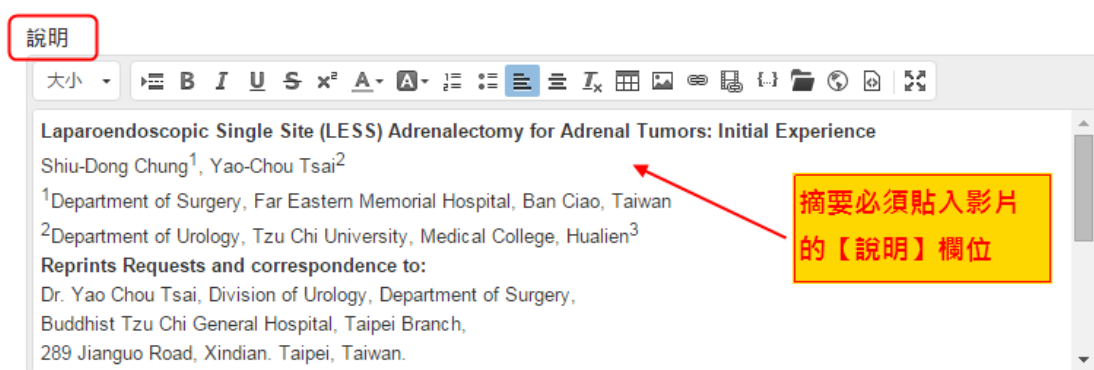 說明
大小
Laparoendoscopic Single Site (LESS) Adrenalectomy for Adrenal Tumors: Initial Experience
Shiu-Dong Chung1, Yao-Chou Tsai2
1Department of Surgery, Far Eastern Memorial Hospital, Ban Ciao, Taiwan
2Department of Urology, Tzu Chi University, Medical College, Hualien3
Reprints Requests and correspondence to:
Dr. Yao Chou Tsai, Division of Urology, Department of Surgery,
Buddhist Tzu Chi General Hospital, Taipei Branch,
289 Jianguo Road, Xindian. Taipei, Taiwan.
摘要必須貼入影片
的【說明】欄位